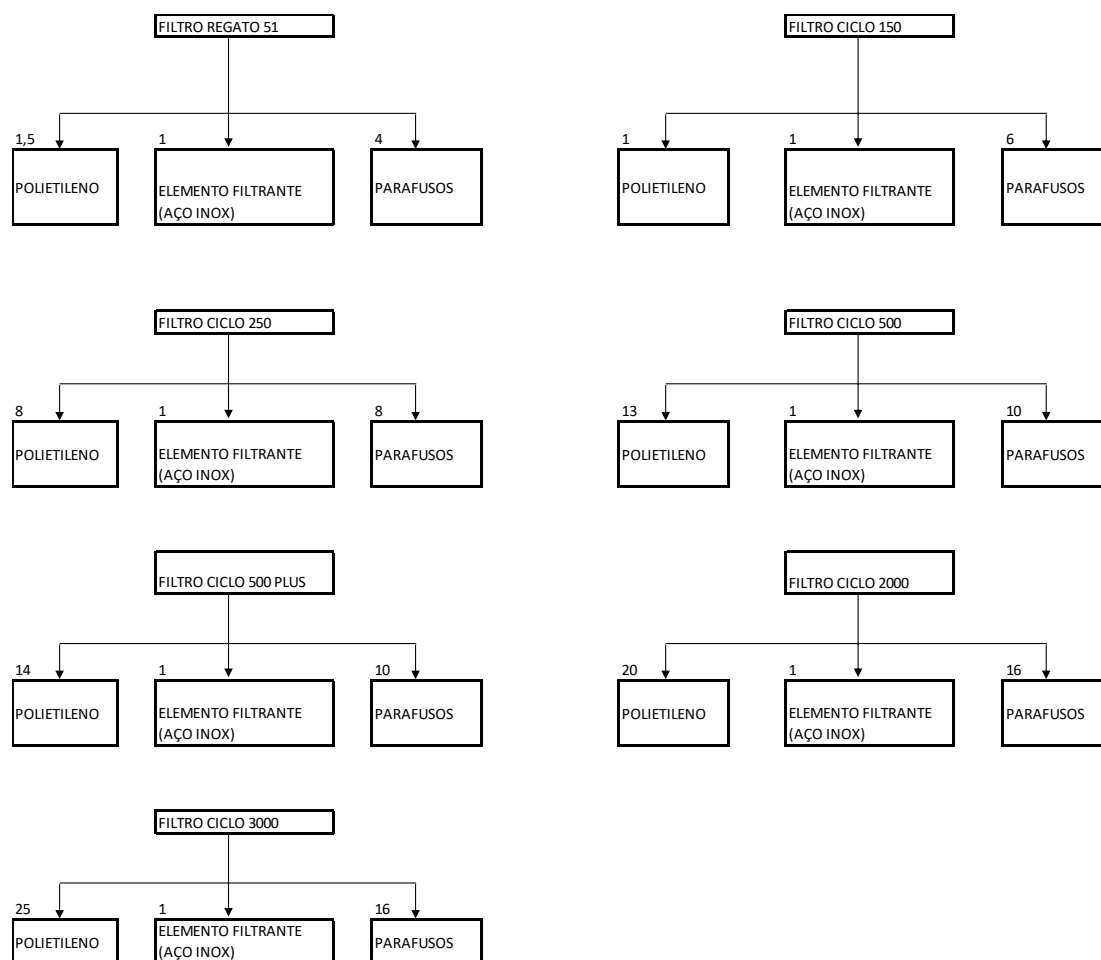 FILTRO REGATO 51
1,5
1
4
POLIETILENO
ELEMENTO FILTRANTE
(AÇO INOX)
PARAFUSOS
FILTRO CICLO 150
1
1
6
POLIETILENO
ELEMENTO FILTRANTE
(AÇO INOX)
PARAFUSOS
FILTRO CICLO 250
8
1
8
POLIETILENO
ELEMENTO FILTRANTE
(AÇO INOX)
PARAFUSOS
FILTRO CICLO 500
13
1
10
POLIETILENO
ELEMENTO FILTRANTE
(AÇO INOX)
PARAFUSOS
FILTRO CICLO 500 PLUS
14
1
10
POLIETILENO
ELEMENTO FILTRANTE
(AÇO INOX)
PARAFUSOS
FILTRO CICLO 2000
20
1
16
POLIETILENO
ELEMENTO FILTRANTE
(AÇO INOX)
PARAFUSOS
FILTRO CICLO 3000
25
1
16
POLIETILENO
ELEMENTO FILTRANTE
(AÇO INOX)
PARAFUSOS